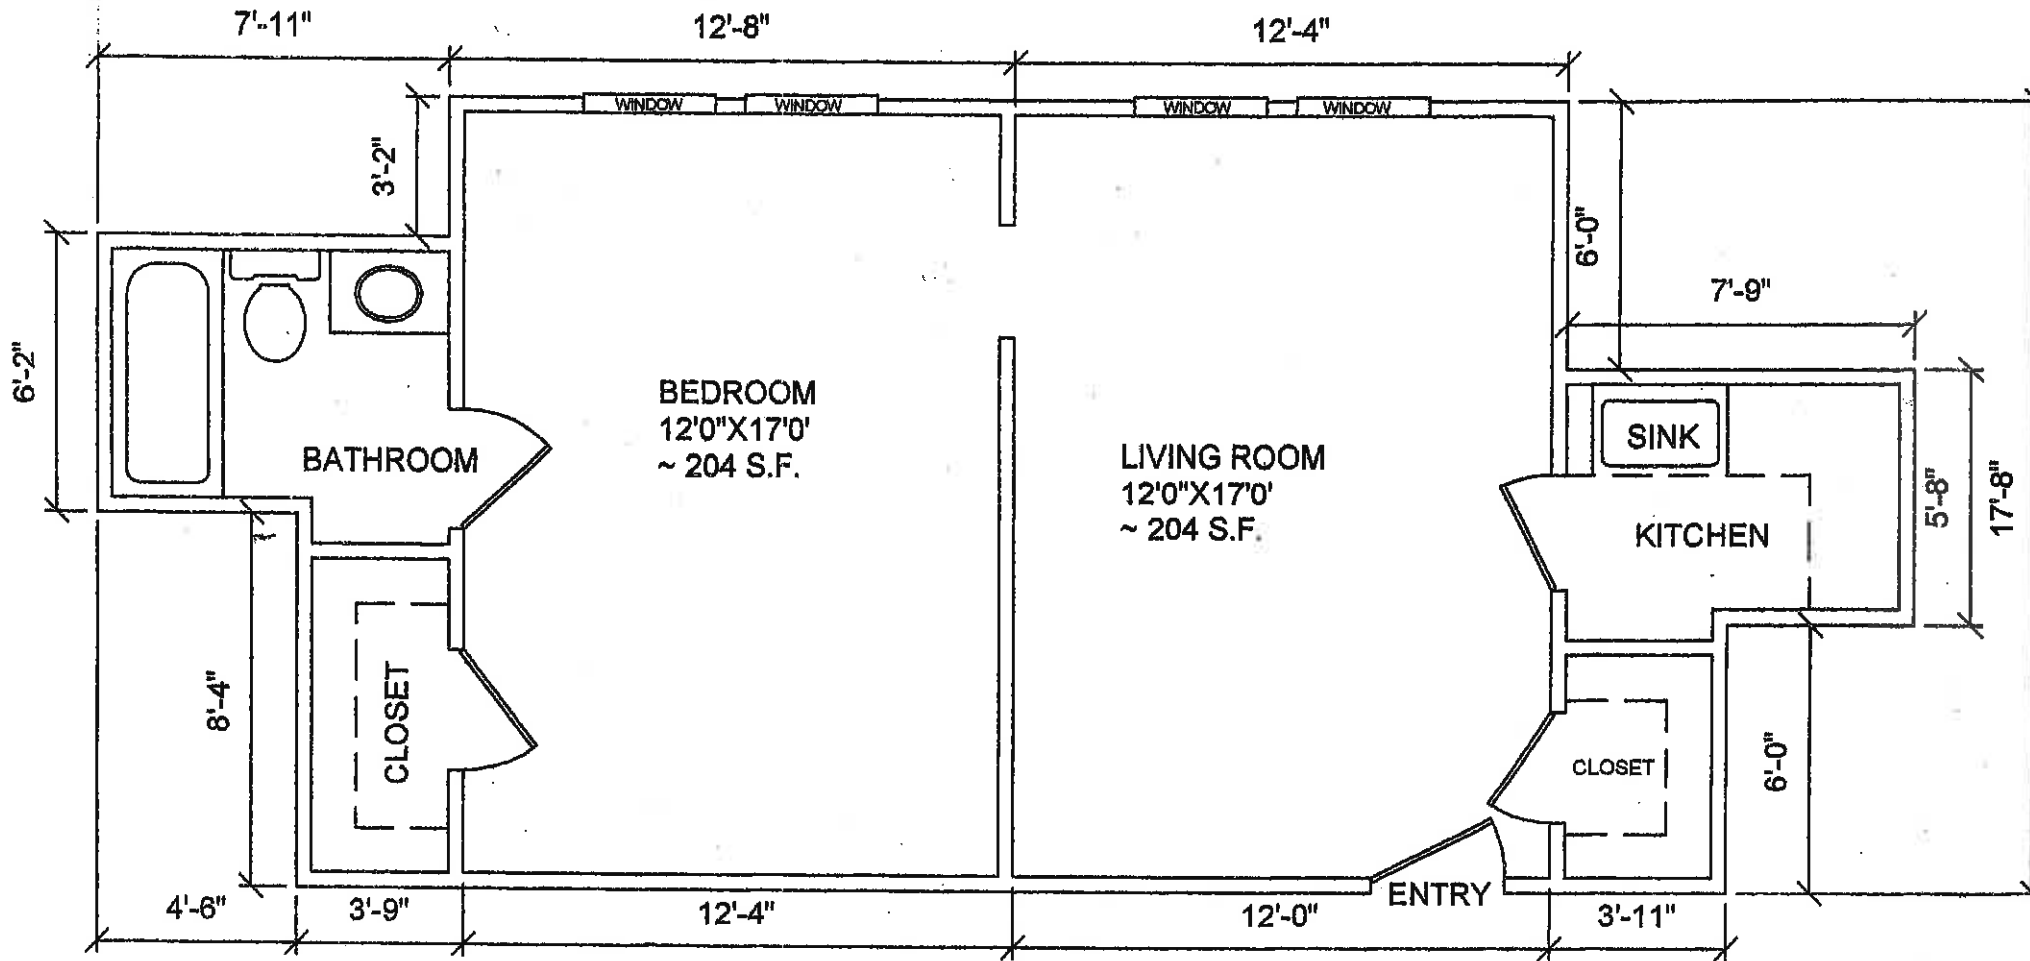 7'-11"
12'-8"
12'-4"
WINDOW
WINDOW
WINDOW
WINDOW
3'-2"
6'-0"
7'-9"
6'-2"
BEDROOM
12'0"X17'0'
~ 204 S.F.
BATHROOM
LIVING ROOM
12'0"X17'0'
~ 204 S.F.
SINK
KITCHEN
5'-8"
17'-8"
8'-4"
CLOSET
CLOSET
6'-0"
ENTRY
4'-6"
3'-9"
12'-4"
12'-0"
3'-11"